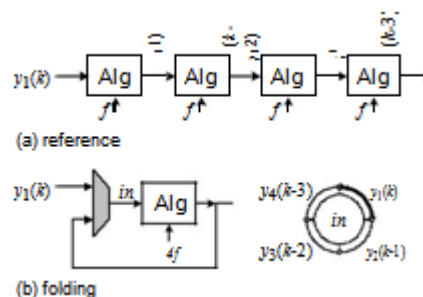 y₁(k) Alg Alg Alg Alg
f f f f
(a) reference
y₁(k) in Alg
4f
y₄(k-3) y₁(k)
in
y₃(k-2) y₂(k-1)
(b) folding